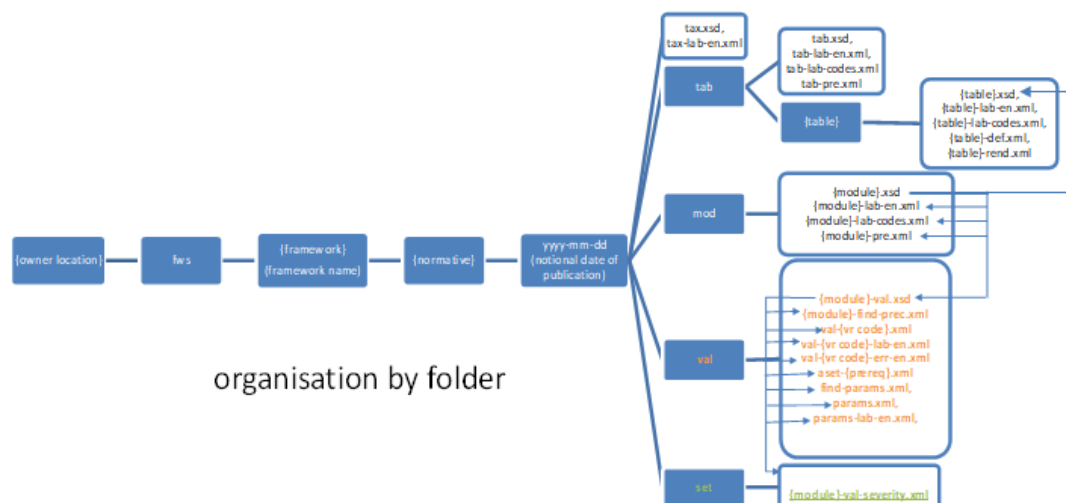 tax.xsd,
tax-lab-en.xml
tab
tab.xsd,
tab-lab-en.xml,
tab-lab-codes.xml
tab-pre.xml
{table}
{table}.xsd,
{table}-lab-en.xml,
{table}-lab-codes.xml,
{table}-def.xml,
{table}-rend.xml
mod
{module}.xsd
{module}-lab-en.xml
{module}-lab-codes.xml
{module}-pre.xml
{owner location}
fws
{framework}
(framework name)
{normative}
yyyy-mm-dd
(notional date of
publication)
val
{module}-val.xsd
{module}-find-prec.xml
val-{vr code}.xml
val-{vr code}-lab-en.xml
val-{vr code}-err-en.xml
aset-{prereq}.xml
find-params.xml,
params.xml,
params-lab-en.xml,
organisation by folder
set
{module}-val-severity.xml